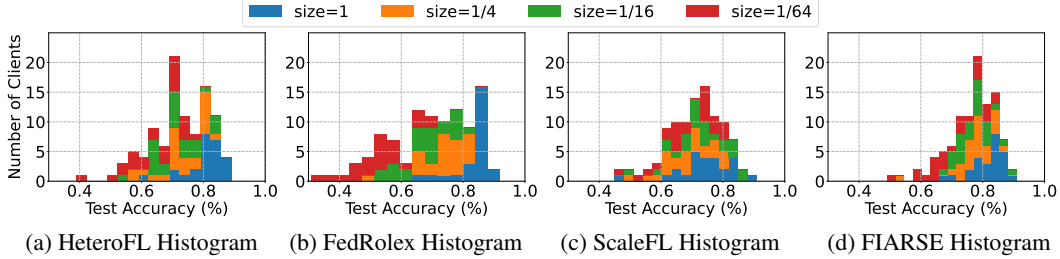 size=1 size=1/4 size=1/16 size=1/64
Number of Clients
20
15
10
5
0
0.4 0.6 0.8 1.0
Test Accuracy (%)
20
15
10
5
0
0.4 0.6 0.8 1.0
Test Accuracy (%)
20
15
10
5
0
0.4 0.6 0.8 1.0
Test Accuracy (%)
20
15
10
5
0
0.4 0.6 0.8 1.0
Test Accuracy (%)
(a) HeteroFL Histogram (b) FedRolex Histogram (c) ScaleFL Histogram (d) FIARSE Histogram